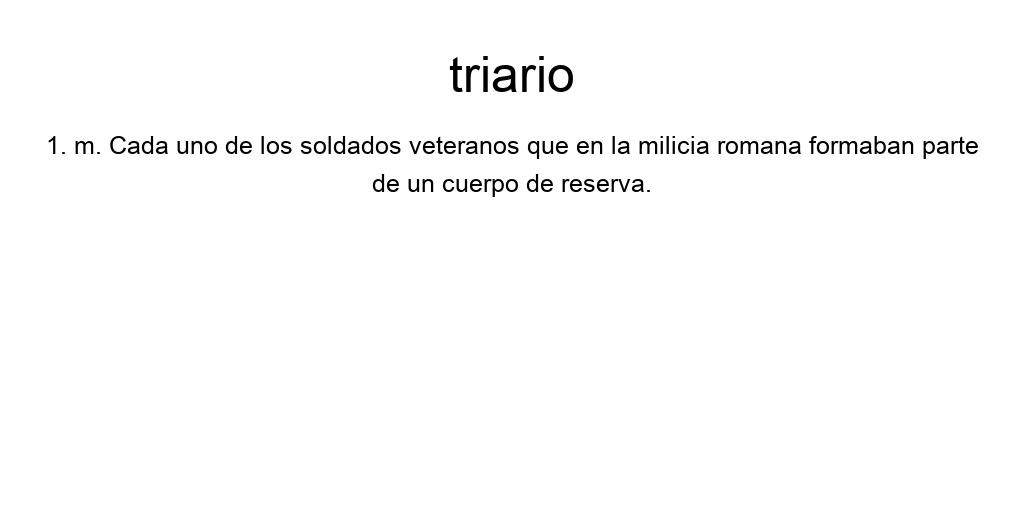 triario
1. m. Cada uno de los soldados veteranos que en la milicia romana formaban parte
de un cuerpo de reserva.